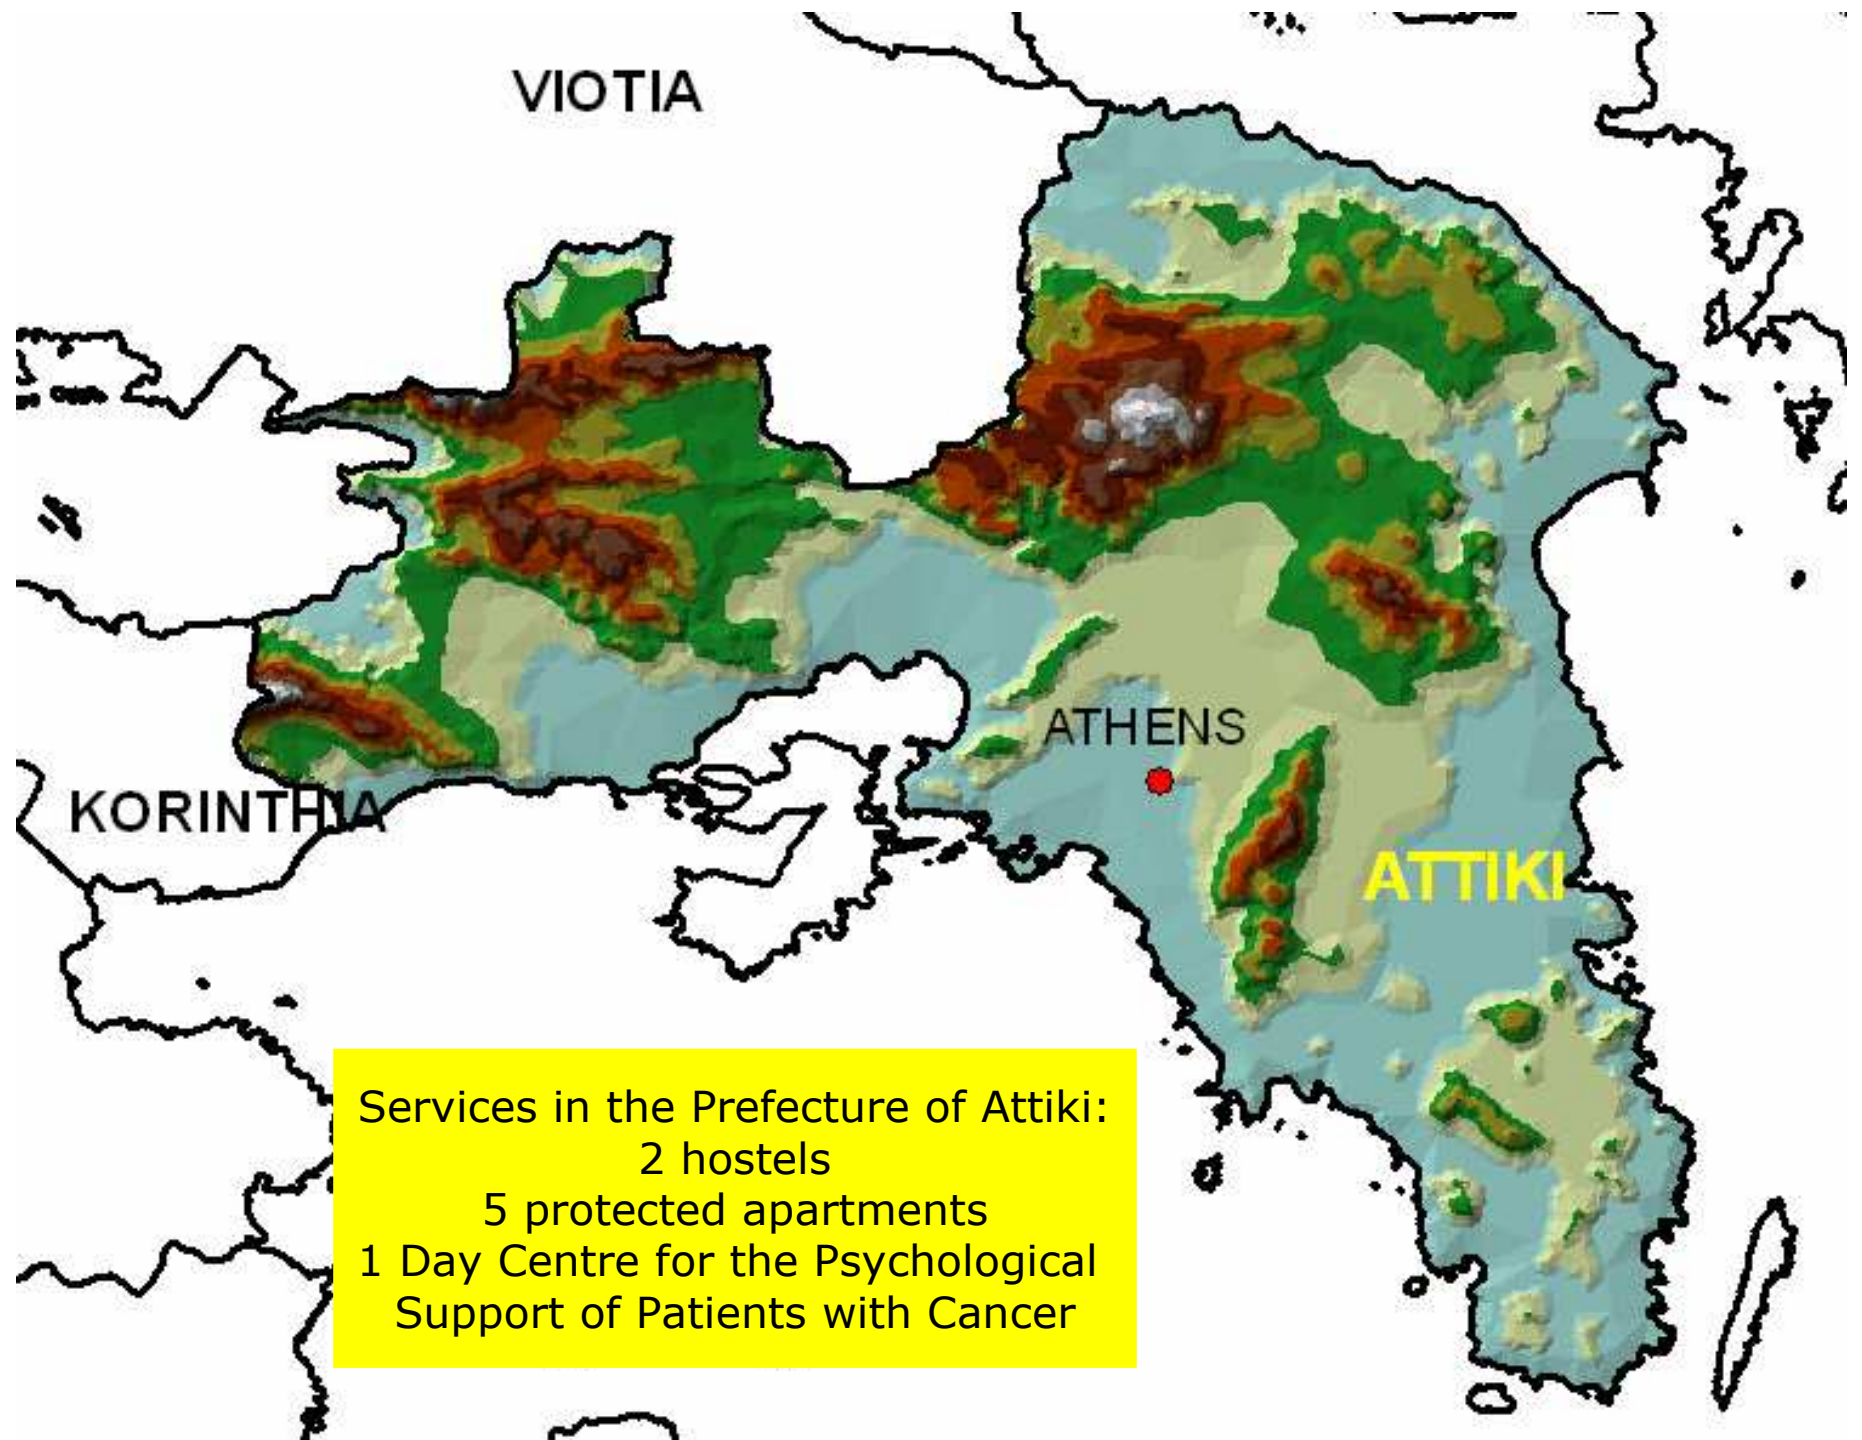 VIOTIA
ATHENS
KORINTHIA
ATTIKI
Services in the Prefecture of Attiki:
2 hostels
5 protected apartments
1 Day Centre for the Psychological
Support of Patients with Cancer